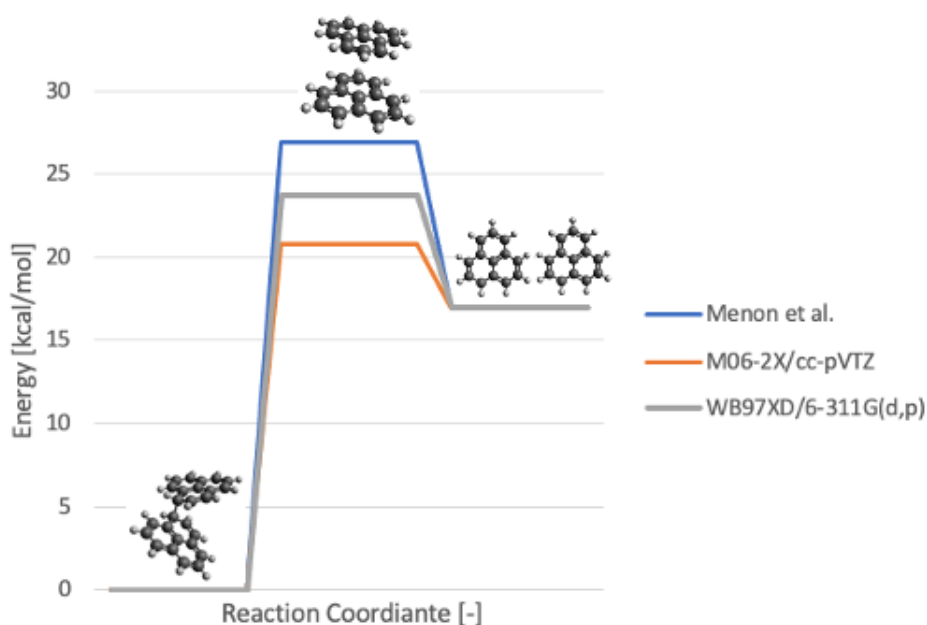 30
25
20
15
10
5
0
Energy [kcal/mol]
Reaction Coordiante [-]
Menon et al.
M06-2X/cc-pVTZ
WB97XD/6-311G(d,p)